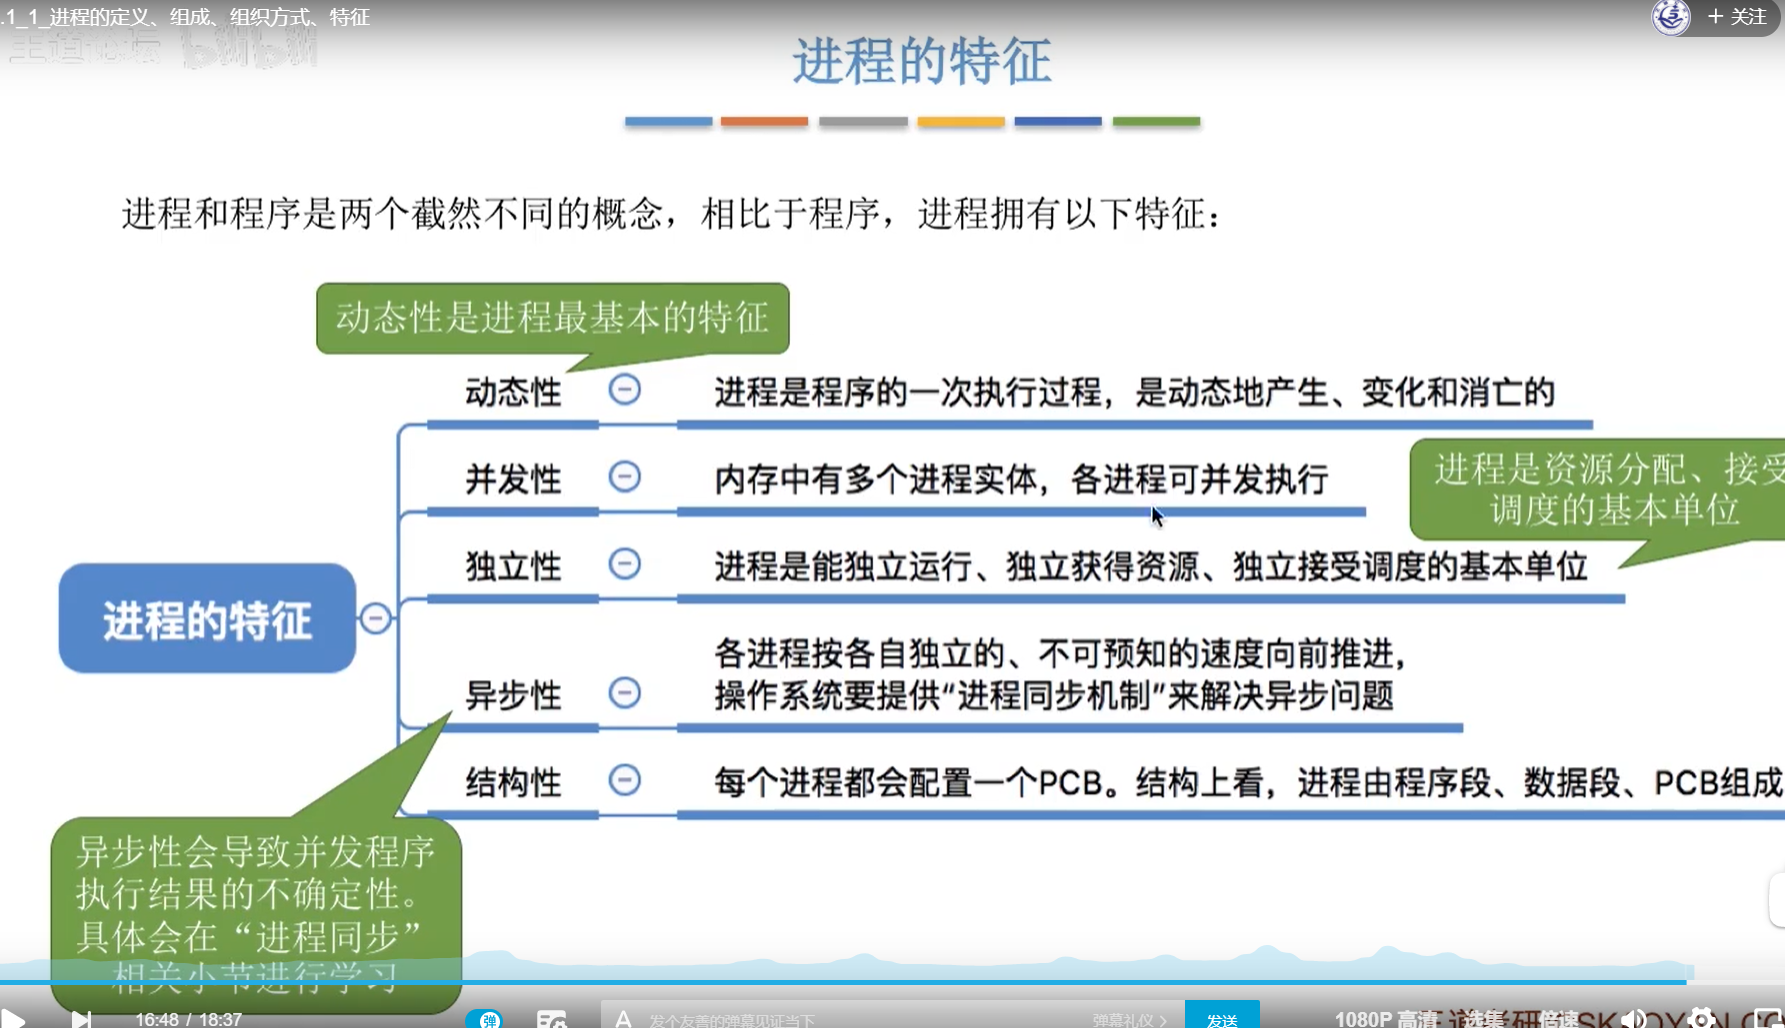 .1_1_进程的定义、组成、组织方式、特征
+ 关注
王道论坛 bilibili
进程的特征
进程和程序是两个截然不同的概念，相比于程序，进程拥有以下特征：
动态性是进程最基本的特征
动态性
进程是程序的一次执行过程，是动态地产生、变化和消亡的
并发性
内存中有多个进程实体，各进程可并发执行
进程是资源分配、接受
调度的基本单位
独立性
进程是能独立运行、独立获得资源、独立接受调度的基本单位
进程的特征
异步性
各进程按各自独立的、不可预知的速度向前推进，
操作系统要提供“进程同步机制”来解决异步问题
结构性
每个进程都会配置一个PCB。结构上看，进程由程序段、数据段、PCB组成
异步性会导致并发程序
执行结果的不确定性。
具体会在“进程同步”
相关小节进行学习
16:48 / 18:37
弹
A
发个友善的弹幕见证当下
弹幕礼仪 >
发送
1080P 高清
选集
倍速